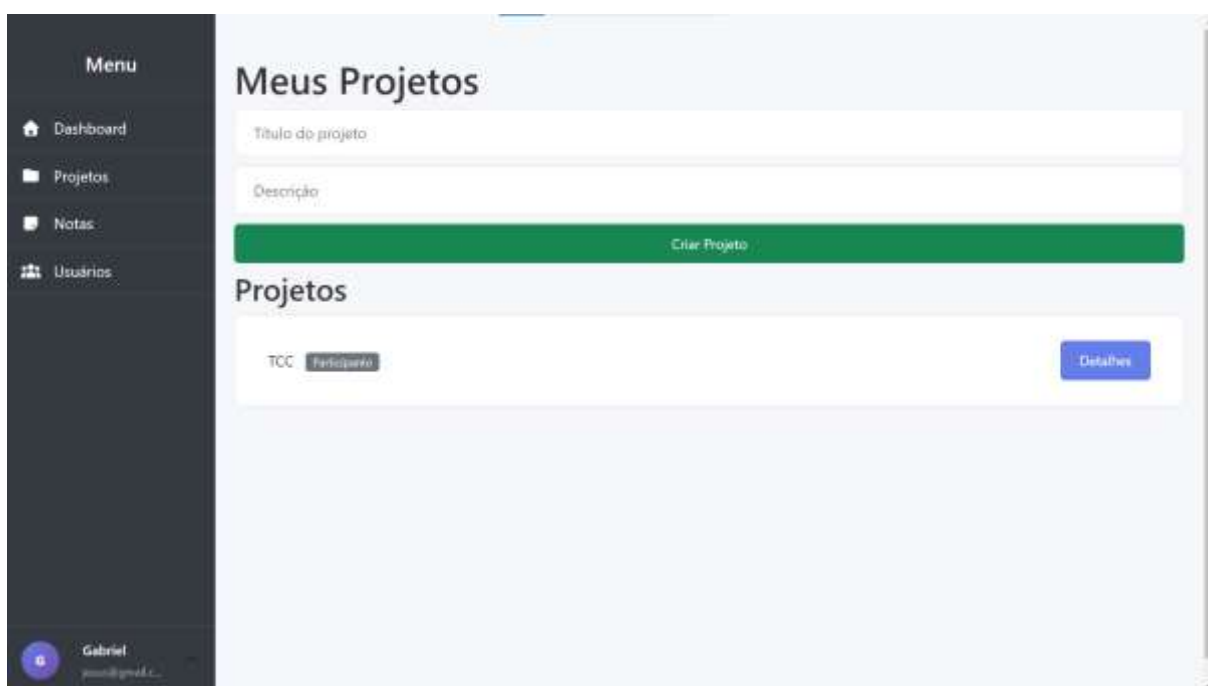 Menu
Dashboard
Projetos
Notas
Usuários
Gabriel
Meus Projetos
Título do projeto
Descrição
Criar Projeto
Projetos
TCC Participante
Detalhes
G